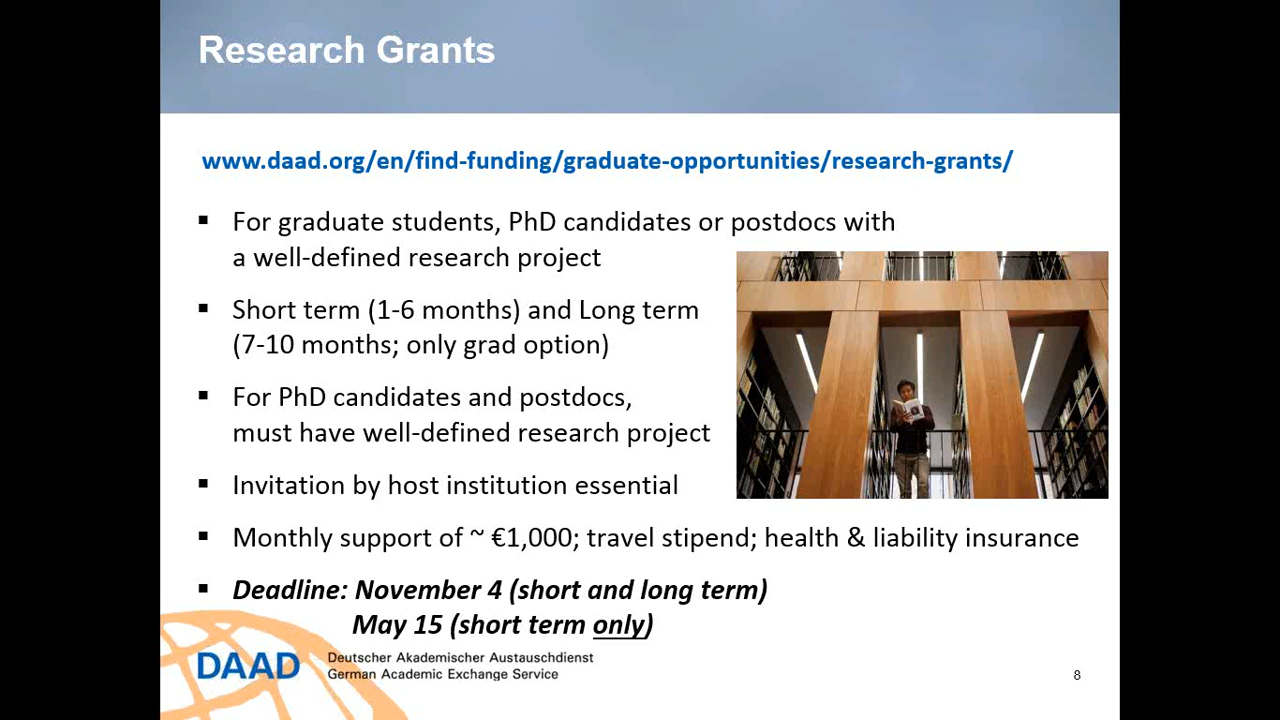 Research Grants
www.daad.org/en/find-funding/graduate-opportunities/research-grants/
▪ For graduate students, PhD candidates or postdocs with
a well-defined research project
▪ Short term (1-6 months) and Long term
(7-10 months; only grad option)
▪ For PhD candidates and postdocs,
must have well-defined research project
▪ Invitation by host institution essential
▪ Monthly support of ~ €1,000; travel stipend; health & liability insurance
▪ Deadline: November 4 (short and long term)
May 15 (short term only)
DAAD
Deutscher Akademischer Austauschdienst
German Academic Exchange Service
8